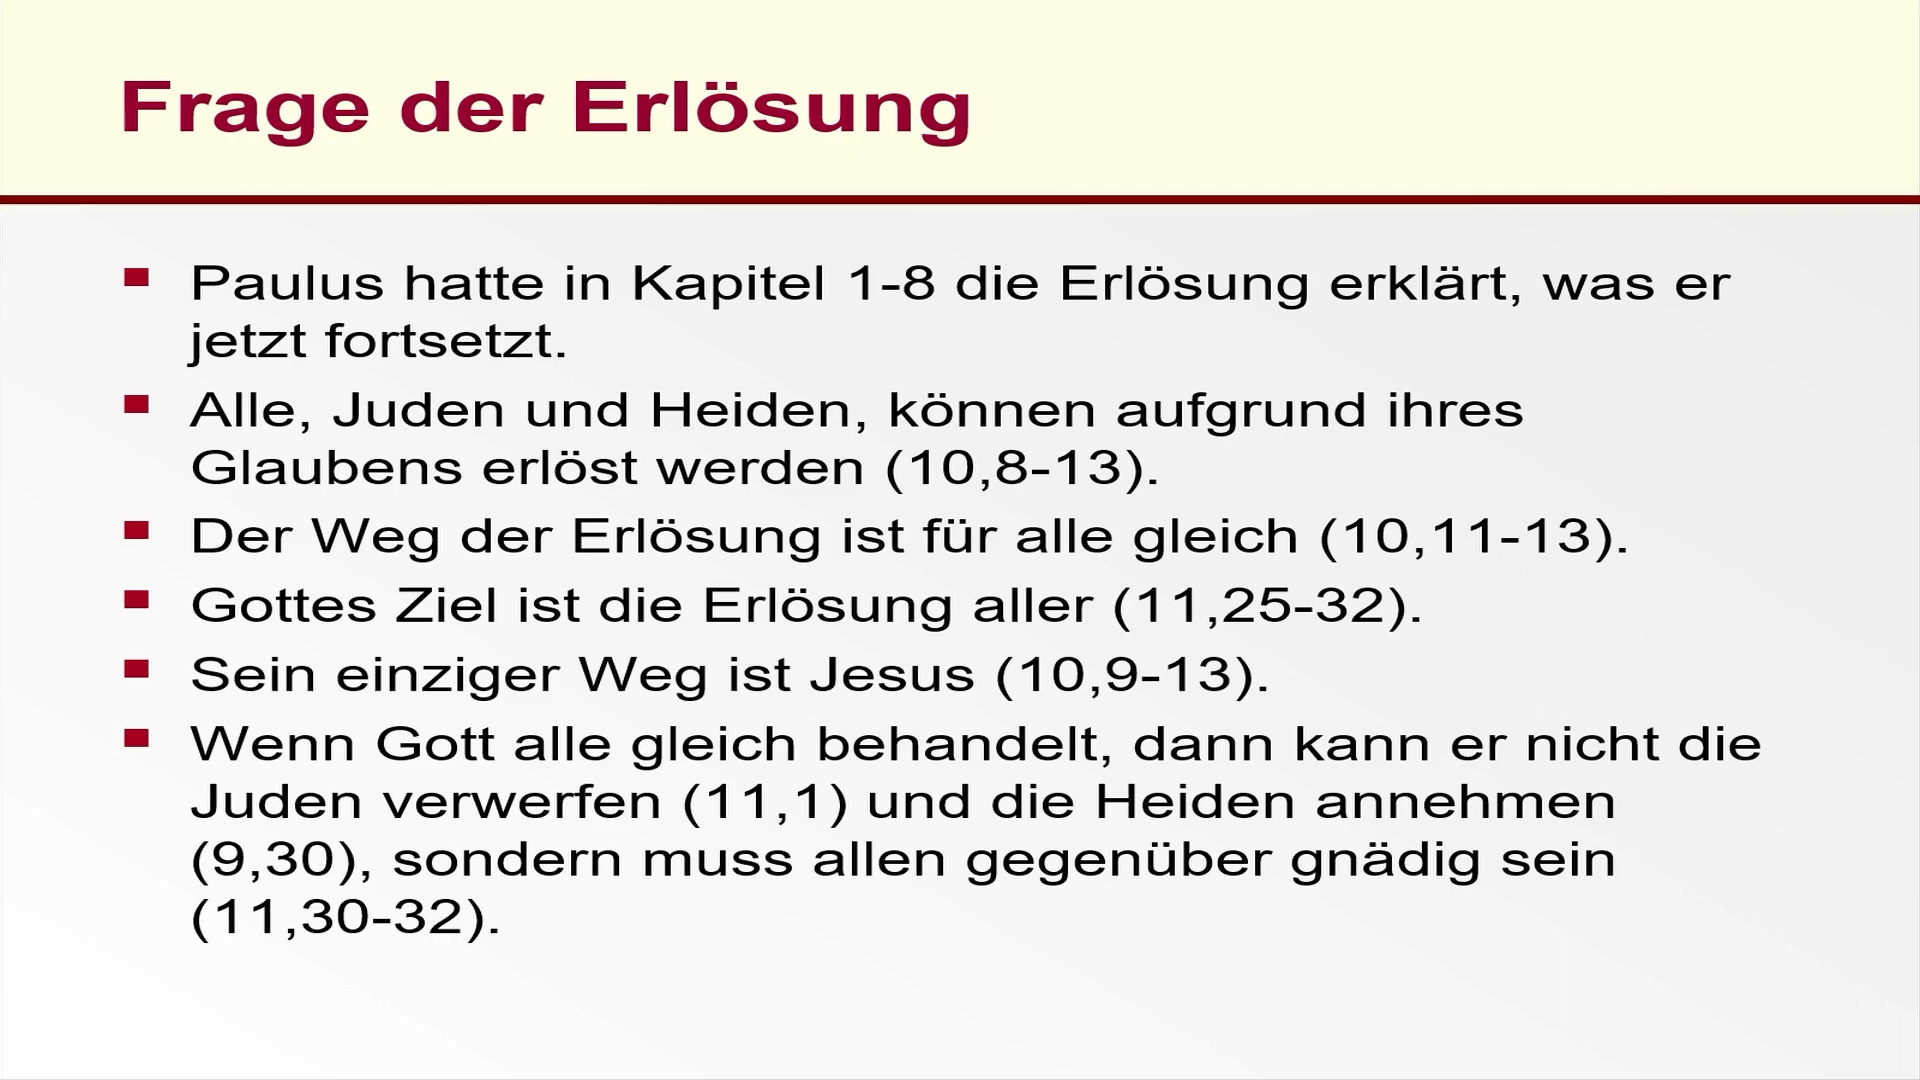 Frage der Erlösung
Paulus hatte in Kapitel 1-8 die Erlösung erklärt, was er
jetzt fortsetzt.
Alle, Juden und Heiden, können aufgrund ihres
Glaubens erlöst werden (10,8-13).
Der Weg der Erlösung ist für alle gleich (10,11-13).
Gottes Ziel ist die Erlösung aller (11,25-32).
Sein einziger Weg ist Jesus (10,9-13).
Wenn Gott alle gleich behandelt, dann kann er nicht die
Juden verwerfen (11,1) und die Heiden annehmen
(9,30), sondern muss allen gegenüber gnädig sein
(11,30-32).